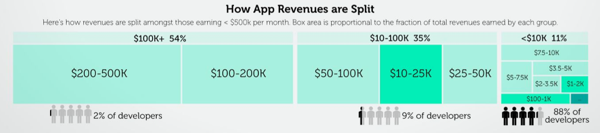 How App Revenues are Split
Here's how revenues are split amongst those earning < $500k per month. Box area is proportional to the fraction of total revenues earned by each group.
$100K+ 54%
$10-100K 35%
<$10K 11%
$200-500K
$100-200K
$50-100K
$10-25K
$25-50K
$7.5-10K
$5-7.5K
$3.5-5K
$2-3.5K
$1-2K
$100-1K
2% of developers
9% of developers
88% of
developers